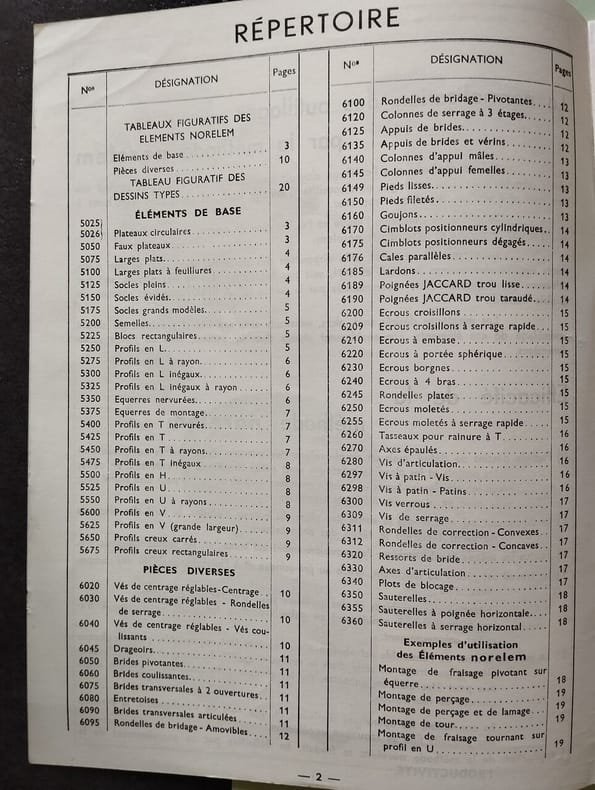 RÉPERTOIRE
Nos DÉSIGNATION Pages
TABLEAUX FIGURATIFS DES
ELEMENTS NORELEM
Eléments de base 3
Pièces diverses 10
TABLEAU FIGURATIF DES
DESSINS TYPES 20
ÉLÉMENTS DE BASE
5025)
5026) Plateaux circulaires 3
5050 Faux plateaux 3
5075 Larges plats 4
5100 Larges plats à feuillures 4
5125 Socles pleins 4
5150 Socles évidés 4
5175 Socles grands modèles 5
5200 Semelles 5
5225 Blocs rectangulaires 5
5250 Profils en L 5
5275 Profils en L à rayon 6
5300 Profils en L inégaux 6
5325 Profils en L inégaux à rayon 6
5350 Equerres nervurées 6
5375 Equerres de montage 7
5400 Profils en T nervurés 7
5425 Profils en T 7
5450 Profils en T à rayons 7
5475 Profils en T inégaux 8
5500 Profils en H 8
5525 Profils en U 8
5550 Profils en U à rayons 8
5600 Profils en V 9
5625 Profils en V (grande largeur) 9
5650 Profils creux carrés 9
5675 Profils creux rectangulaires 9
PIÈCES DIVERSES
6020 Vés de centrage réglables-Centrage 10
6030 Vés de centrage réglables - Rondelles
de serrage 10
6040 Vés de centrage réglables - Vés cou-
lissants 10
6045 Drageoirs 10
6050 Brides pivotantes 11
6060 Brides coulissantes 11
6075 Brides transversales à 2 ouvertures 11
6080 Entretoises 11
6090 Brides transversales articulées 11
6095 Rondelles de bridage - Amovibles 12
Nos DÉSIGNATION Pages
6100 Rondelles de bridage - Pivotantes 12
6120 Colonnes de serrage à 3 étages 12
6125 Appuis de brides 12
6135 Appuis de brides et vérins 12
6140 Colonnes d'appui mâles 13
6145 Colonnes d'appui femelles 13
6149 Pieds lisses 13
6150 Pieds filetés 13
6160 Goujons 13
6170 Cimblots positionneurs cylindriques 14
6175 Cimblots positionneurs dégagés 14
6176 Cales parallèles 14
6185 Lardons 14
6189 Poignées JACCARD trou lisse 14
6190 Poignées JACCARD trou taraudé 14
6200 Ecrous croisillons 15
6209 Ecrous croisillons à serrage rapide 15
6210 Ecrous à embase 15
6220 Ecrous à portée sphérique 15
6230 Ecrous borgnes 15
6240 Ecrous à 4 bras 15
6245 Rondelles plates 15
6250 Ecrous moletés 15
6255 Ecrous moletés à serrage rapide 15
6260 Tasseaux pour rainure à T 16
6270 Axes épaulés 16
6280 Vis d'articulation 16
6297 Vis à patin - Vis 16
6298 Vis à patin - Patins 16
6300 Vis verrous 17
6309 Vis de serrage 17
6311 Rondelles de correction - Convexes 17
6312 Rondelles de correction - Concaves 17
6320 Ressorts de bride 17
6330 Axes d'articulation 17
6340 Plots de blocage 17
6350 Sauterelles 18
6355 Sauterelles à poignée horizontale 18
6360 Sauterelles à serrage horizontal 18
Exemples d'utilisation
des Éléments norelem
Montage de fraisage pivotant sur
équerre 18
Montage de perçage 19
Montage de perçage et de lamage 19
Montage de tour 19
Montage de fraisage tournant sur
profil en U 19
— 2 —